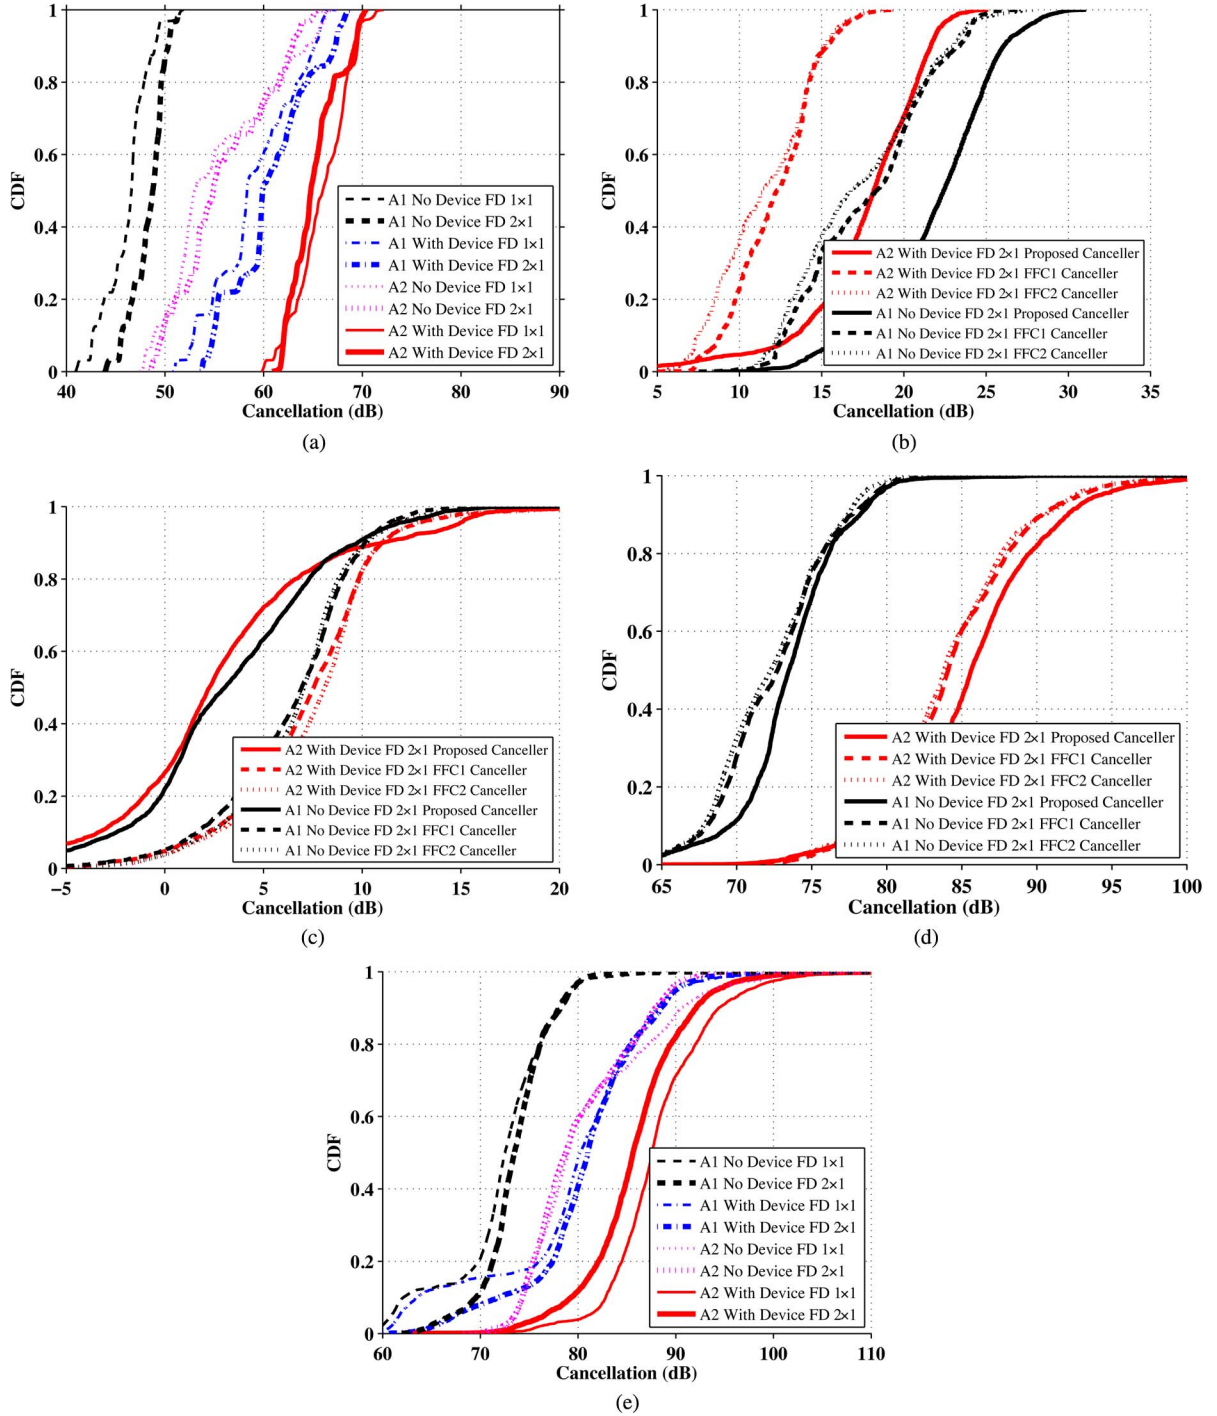 1
0.8
0.6
0.4
0.2
0
CDF
40 50 60 70 80 90
Cancellation (dB)
A1 No Device FD 1×1
A1 No Device FD 2×1
A1 With Device FD 1×1
A1 With Device FD 2×1
A2 No Device FD 1×1
A2 No Device FD 2×1
A2 With Device FD 1×1
A2 With Device FD 2×1
(a)
1
0.8
0.6
0.4
0.2
0
CDF
5 10 15 20 25 30 35
Cancellation (dB)
A2 With Device FD 2×1 Proposed Canceller
A2 With Device FD 2×1 FFC1 Canceller
A2 With Device FD 2×1 FFC2 Canceller
A1 No Device FD 2×1 Proposed Canceller
A1 No Device FD 2×1 FFC1 Canceller
A1 No Device FD 2×1 FFC2 Canceller
(b)
1
0.8
0.6
0.4
0.2
0
CDF
−5 0 5 10 15 20
Cancellation (dB)
A2 With Device FD 2×1 Proposed Canceller
A2 With Device FD 2×1 FFC1 Canceller
A2 With Device FD 2×1 FFC2 Canceller
A1 No Device FD 2×1 Proposed Canceller
A1 No Device FD 2×1 FFC1 Canceller
A1 No Device FD 2×1 FFC2 Canceller
(c)
1
0.8
0.6
0.4
0.2
0
CDF
65 70 75 80 85 90 95 100
Cancellation (dB)
A2 With Device FD 2×1 Proposed Canceller
A2 With Device FD 2×1 FFC1 Canceller
A2 With Device FD 2×1 FFC2 Canceller
A1 No Device FD 2×1 Proposed Canceller
A1 No Device FD 2×1 FFC1 Canceller
A1 No Device FD 2×1 FFC2 Canceller
(d)
1
0.8
0.6
0.4
0.2
0
CDF
60 70 80 90 100 110
Cancellation (dB)
A1 No Device FD 1×1
A1 No Device FD 2×1
A1 With Device FD 1×1
A1 With Device FD 2×1
A2 No Device FD 1×1
A2 No Device FD 2×1
A2 With Device FD 1×1
A2 With Device FD 2×1
(e)